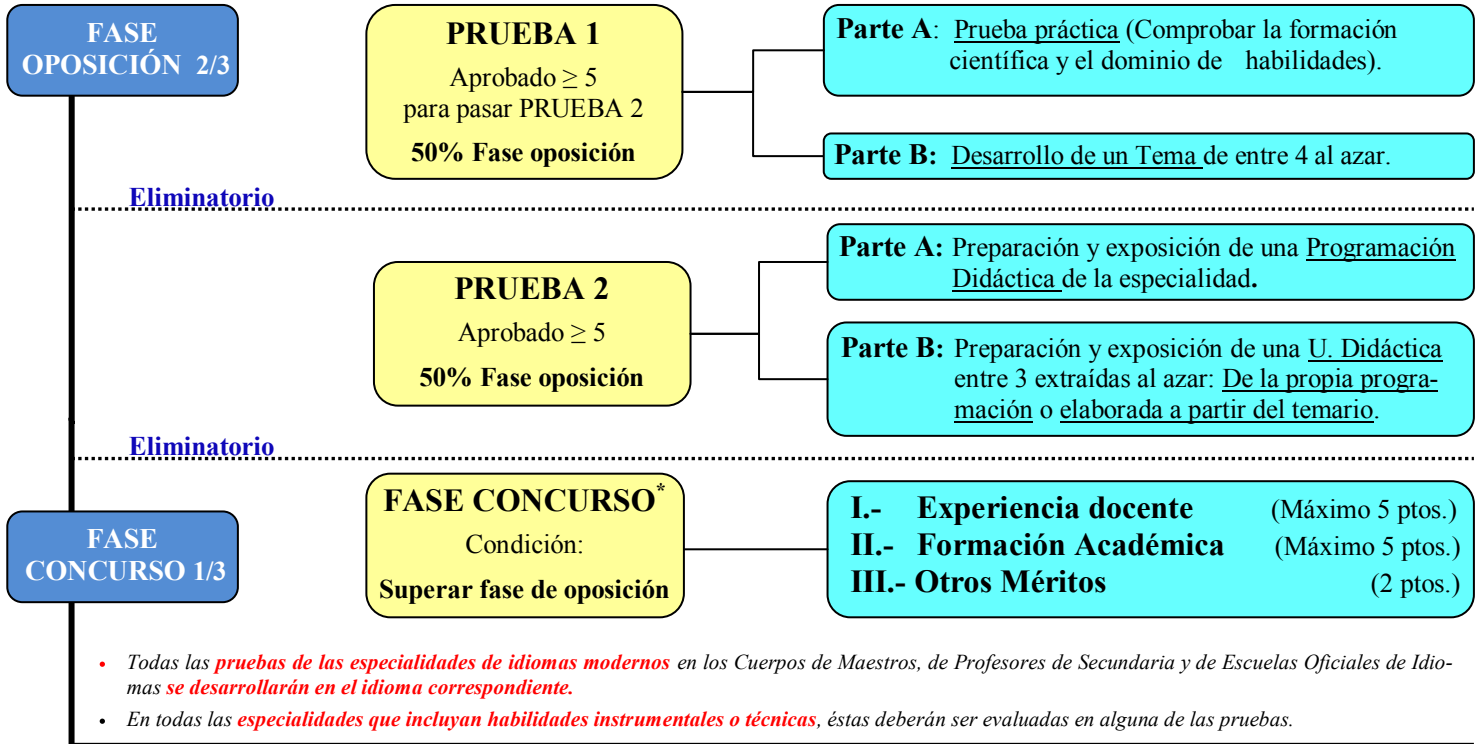 FASE
OPOSICIÓN 2/3
PRUEBA 1
Aprobado ≥ 5
para pasar PRUEBA 2
50% Fase oposición
Parte A: Prueba práctica (Comprobar la formación
científica y el dominio de habilidades).
Parte B: Desarrollo de un Tema de entre 4 al azar.
Eliminatorio
PRUEBA 2
Aprobado ≥ 5
50% Fase oposición
Parte A: Preparación y exposición de una Programación
Didáctica de la especialidad.
Parte B: Preparación y exposición de una U. Didáctica
entre 3 extraídas al azar: De la propia progra-
mación o elaborada a partir del temario.
Eliminatorio
FASE
CONCURSO 1/3
FASE CONCURSO*
Condición:
Superar fase de oposición
I.- Experiencia docente (Máximo 5 ptos.)
II.- Formación Académica (Máximo 5 ptos.)
III.- Otros Méritos (2 ptos.)
• Todas las pruebas de las especialidades de idiomas modernos en los Cuerpos de Maestros, de Profesores de Secundaria y de Escuelas Oficiales de Idio-
mas se desarrollarán en el idioma correspondiente.
• En todas las especialidades que incluyan habilidades instrumentales o técnicas, éstas deberán ser evaluadas en alguna de las pruebas.